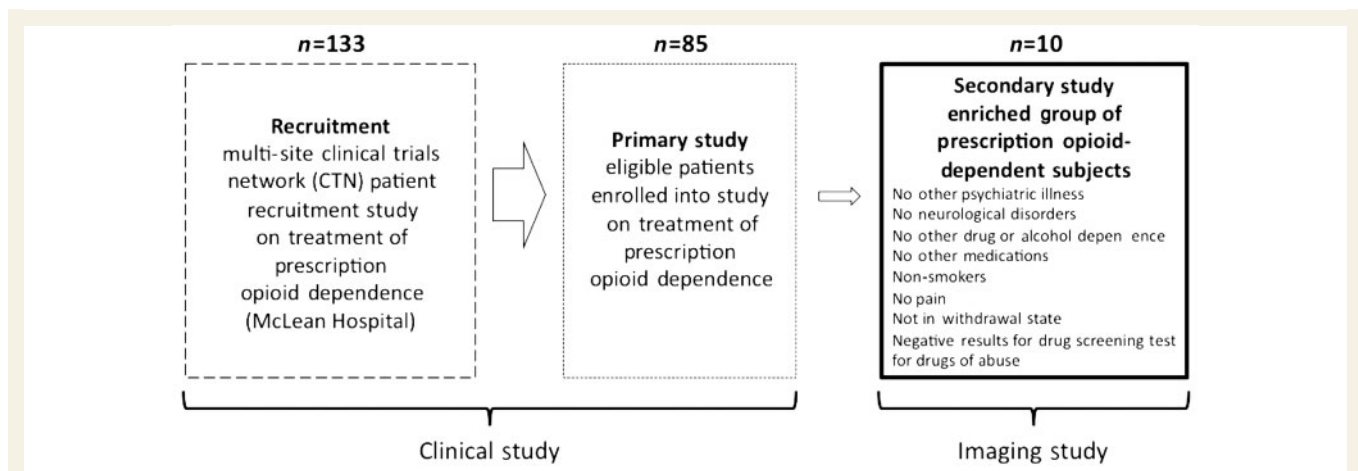 n=133
Recruitment
multi-site clinical trials
network (CTN) patient
recruitment study
on treatment of
prescription
opioid dependence
(McLean Hospital)
n=85
Primary study
eligible patients
enrolled into study
on treatment of
prescription
opioid dependence
n=10
Secondary study
enriched group of
prescription opioid-
dependent subjects
No other psychiatric illness
No neurological disorders
No other drug or alcohol depen ence
No other medications
Non-smokers
No pain
Not in withdrawal state
Negative results for drug screening test
for drugs of abuse
Clinical study
Imaging study